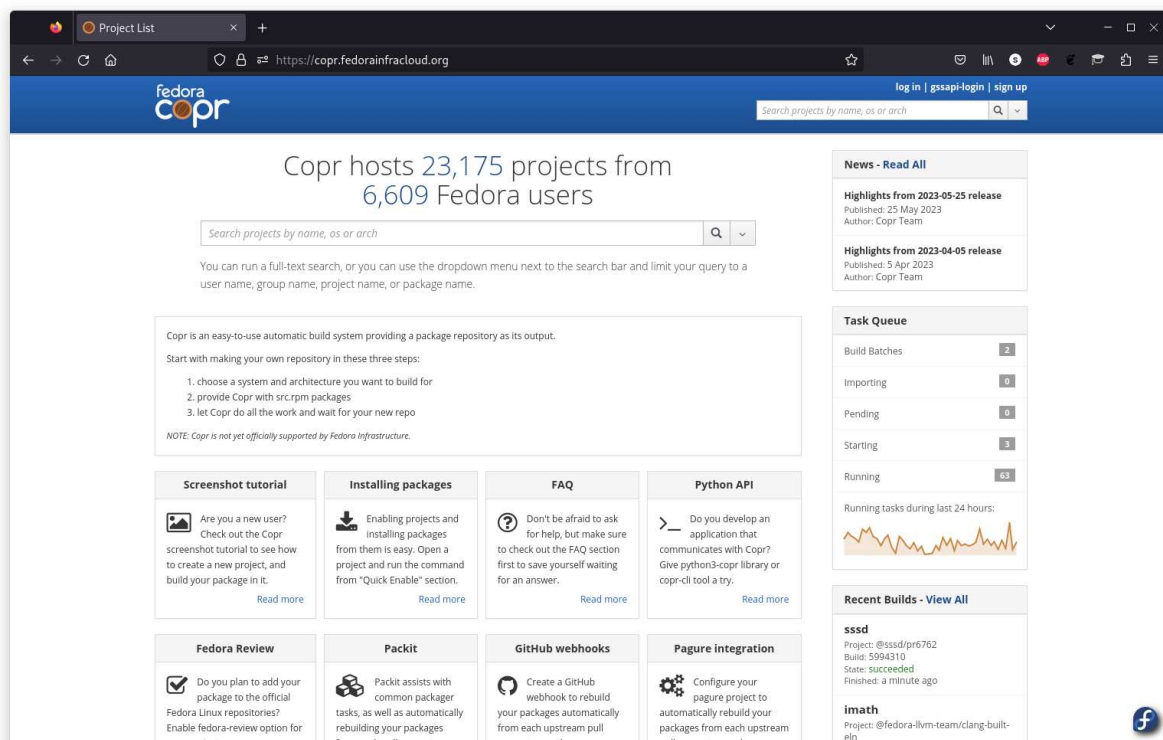 Project List
https://copr.fedorainfracloud.org
ABP
fedora
copr
log in | gssapi-login | sign up
Search projects by name, os or arch
Copr hosts 23,175 projects from
6,609 Fedora users
Search projects by name, os or arch
You can run a full-text search, or you can use the dropdown menu next to the search bar and limit your query to a
user name, group name, project name, or package name.
Copr is an easy-to-use automatic build system providing a package repository as its output.
Start with making your own repository in these three steps:
1. choose a system and architecture you want to build for
2. provide Copr with src.rpm packages
3. let Copr do all the work and wait for your new repo
NOTE: Copr is not yet officially supported by Fedora Infrastructure.
Screenshot tutorial
Are you a new user?
Check out the Copr
screenshot tutorial to see how
to create a new project, and
build your package in it.
Read more
Installing packages
Enabling projects and
installing packages
from them is easy. Open a
project and run the command
from "Quick Enable" section.
Read more
FAQ
Don't be afraid to ask
for help, but make sure
to check out the FAQ section
first to save yourself waiting
for an answer.
Read more
Python API
Do you develop an
application that
communicates with Copr?
Give python3-copr library or
copr-cli tool a try.
Read more
Fedora Review
Do you plan to add your
package to the official
Fedora Linux repositories?
Enable fedora-review option for
Packit
Packit assists with
common packager
tasks, as well as automatically
rebuilding your packages
GitHub webhooks
Create a GitHub
webhook to rebuild
your packages automatically
from each upstream pull
Pagure integration
Configure your
pagure project to
automatically rebuild your
packages from each upstream
News - Read All
Highlights from 2023-05-25 release
Published: 25 May 2023
Author: Copr Team
Highlights from 2023-04-05 release
Published: 5 Apr 2023
Author: Copr Team
Task Queue
Build Batches 2
Importing 0
Pending 0
Starting 3
Running 63
Running tasks during last 24 hours:
Recent Builds - View All
sssd
Project: @sssd/pr6762
Build: 5994310
State: succeeded
Finished: a minute ago
imath
Project: @fedora-llvm-team/clang-built-
eln